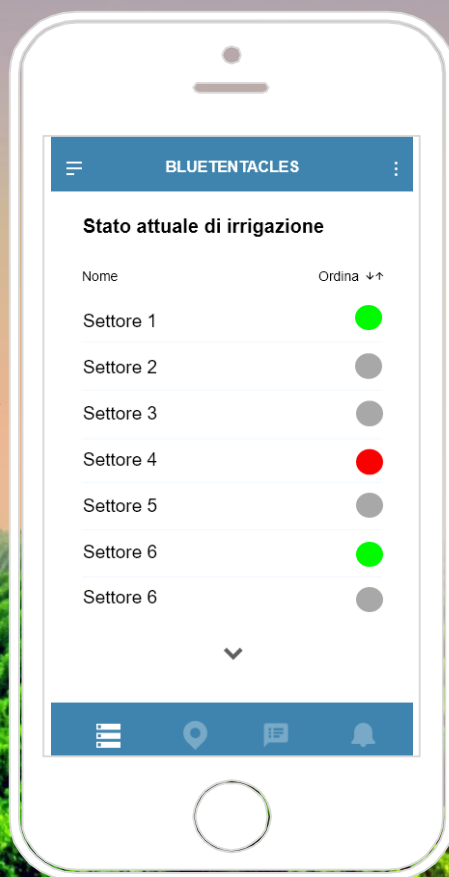 BLUETENTACLES
Stato attuale di irrigazione
Nome Ordina ↓↑
Settore 1
Settore 2
Settore 3
Settore 4
Settore 5
Settore 6
Settore 6